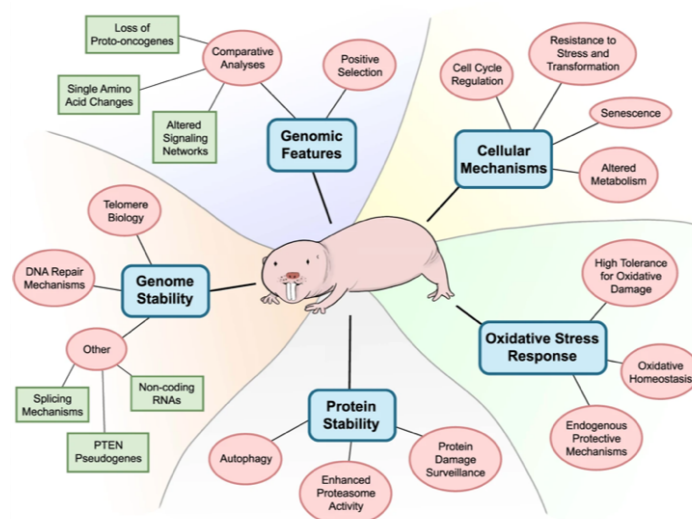 Loss of
Proto-oncogenes
Comparative
Analyses
Single Amino
Acid Changes
Altered
Signaling
Networks
Positive
Selection
Genomic
Features
Cell Cycle
Regulation
Resistance to
Stress and
Transformation
Senescence
Altered
Metabolism
Cellular
Mechanisms
Telomere
Biology
DNA Repair
Mechanisms
Genome
Stability
Other
Splicing
Mechanisms
PTEN
Pseudogenes
Non-coding
RNAs
High Tolerance
for Oxidative
Damage
Oxidative Stress
Response
Oxidative
Homeostasis
Endogenous
Protective
Mechanisms
Protein
Stability
Autophagy
Enhanced
Proteasome
Activity
Protein
Damage
Surveillance